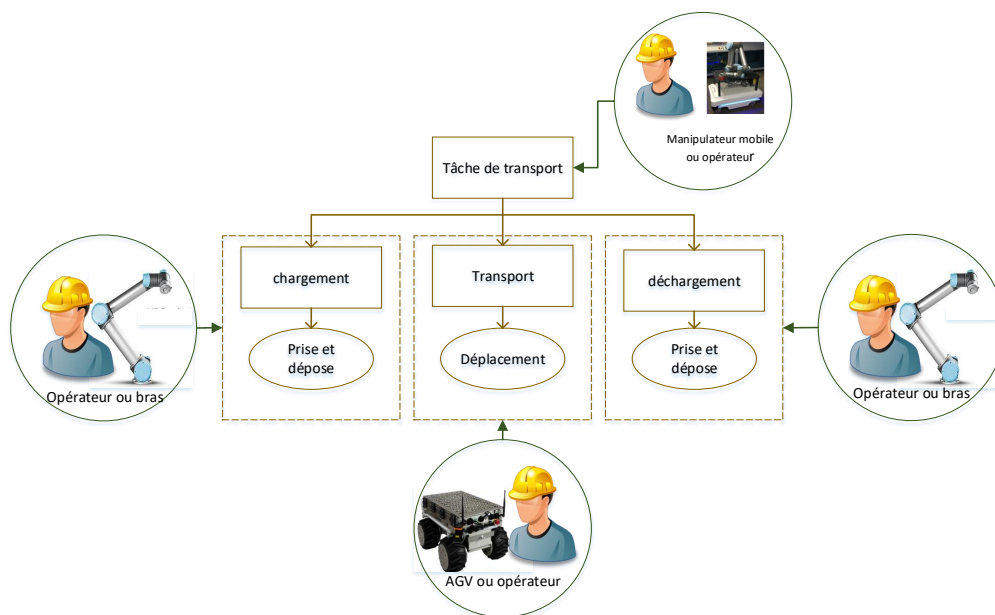 Manipulateur mobile
ou opérateur
Tâche de transport
chargement
Transport
déchargement
Prise et
dépose
Déplacement
Prise et
dépose
Opérateur ou bras
Opérateur ou bras
AGV ou opérateur